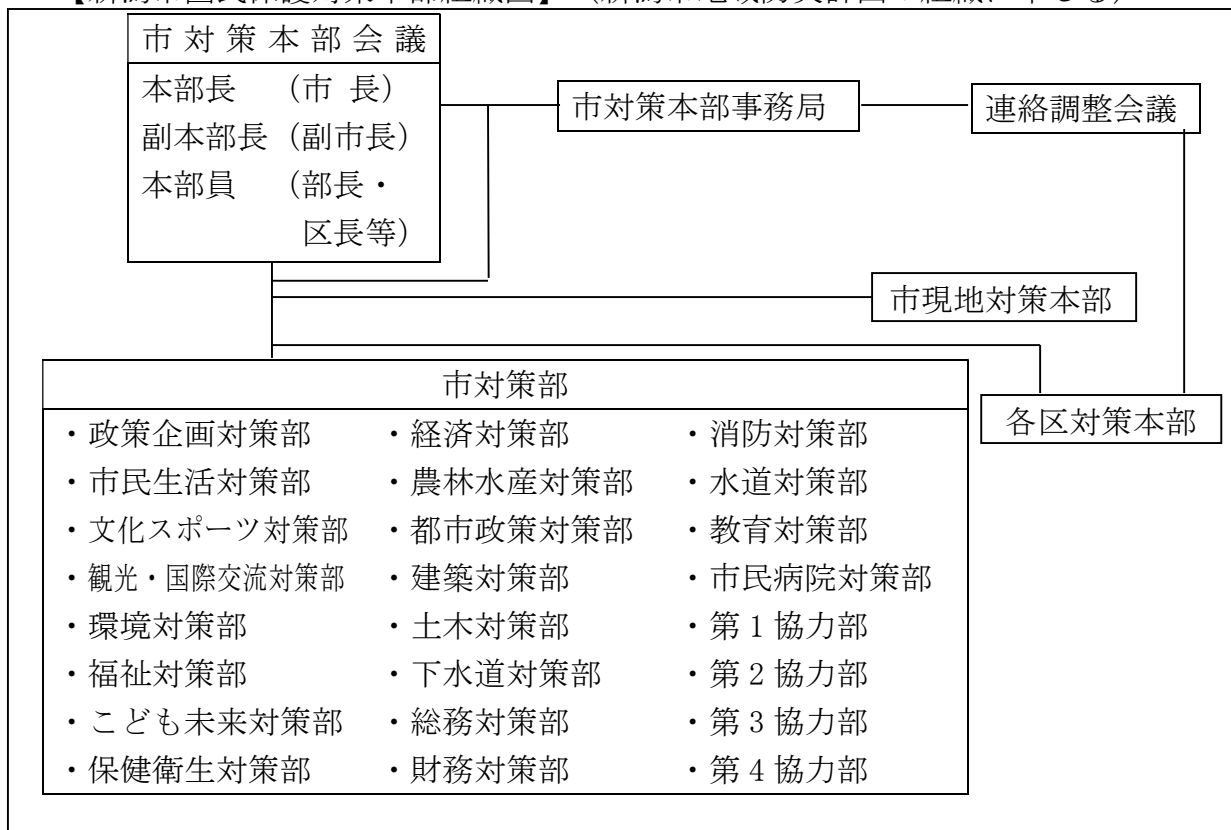 市対策本部会議
本部長 (市 長)
副本部長 (副市長)
本部員 (部長・
区長等)
市対策本部事務局
連絡調整会議
市現地対策本部
各区対策本部
市対策部
・政策企画対策部 ・経済対策部 ・消防対策部
・市民生活対策部 ・農林水産対策部 ・水道対策部
・文化スポーツ対策部 ・都市政策対策部 ・教育対策部
・観光・国際交流対策部 ・建築対策部 ・市民病院対策部
・環境対策部 ・土木対策部 ・第1協力部
・福祉対策部 ・下水道対策部 ・第2協力部
・こども未来対策部 ・総務対策部 ・第3協力部
・保健衛生対策部 ・財務対策部 ・第4協力部